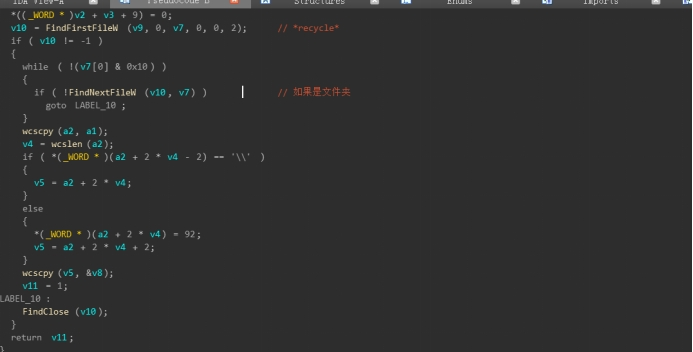 IDA View-A Pseudocode-B Structures Enums Imports
*((_WORD *)v2 + v3 + 9) = 0;
v10 = FindFirstFileW (v9, 0, v7, 0, 0, 2); // *recycle*
if ( v10 != -1 )
{
while ( !(v7[0] & 0x10) )
{
if ( !FindNextFileW (v10, v7) ) // 如果是文件夹
goto LABEL_10 ;
}
wcscpy (a2, a1);
v4 = wcslen (a2);
if ( *(_WORD * )(a2 + 2 * v4 - 2) == '\\' )
{
v5 = a2 + 2 * v4;
}
else
{
*(_WORD * )(a2 + 2 * v4) = 92;
v5 = a2 + 2 * v4 + 2;
}
wcscpy (v5, &v8);
v11 = 1;
LABEL_10 :
FindClose (v10);
}
return v11;
}